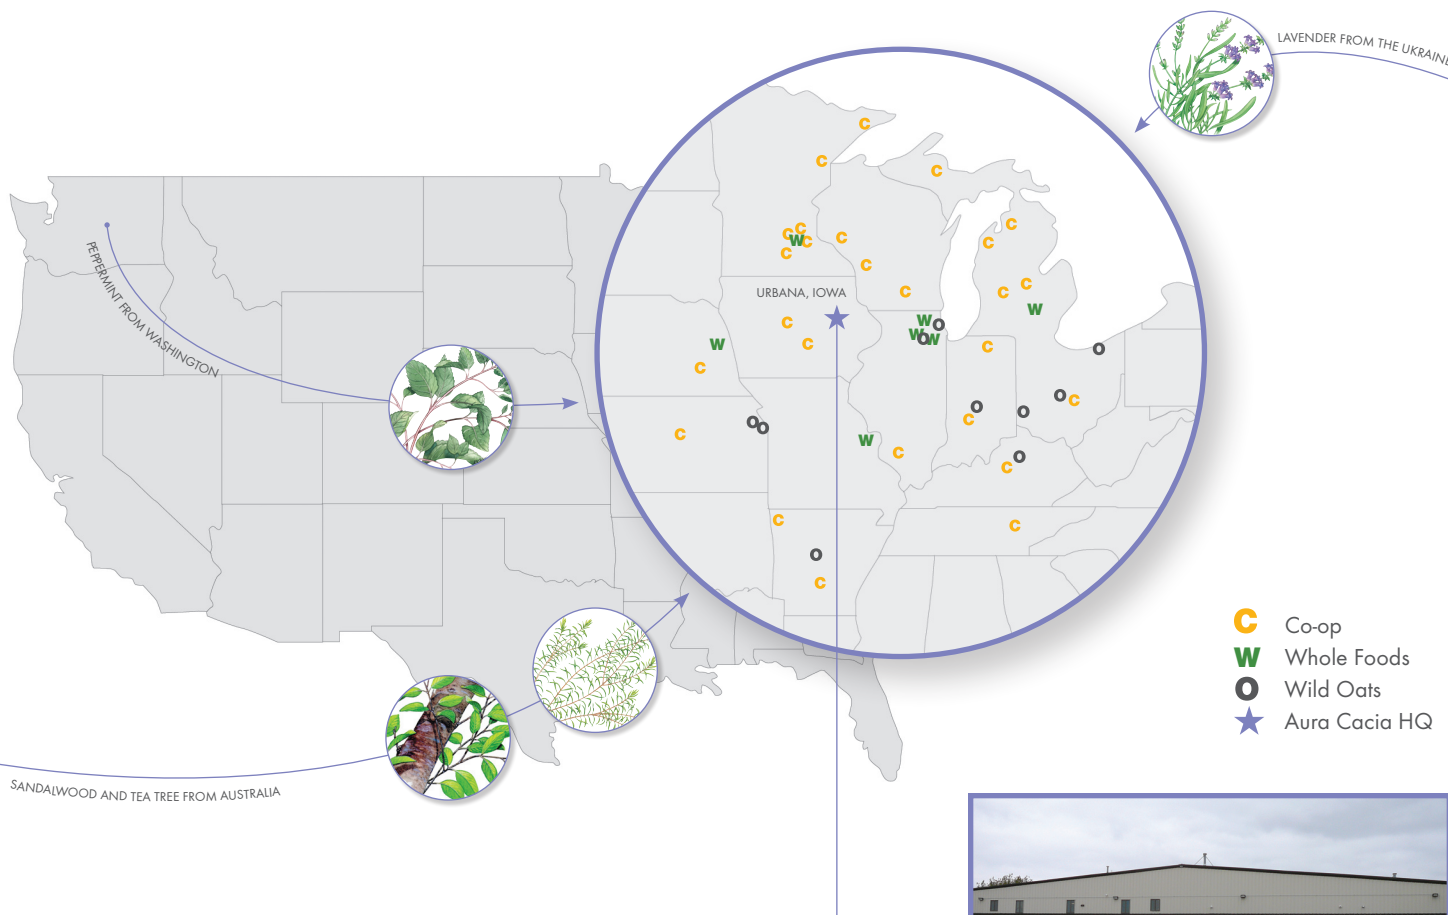 LAVENDER FROM THE UKRAINE
C
C
C
C
C
C
W
C
C
C
C
C
C
C
C
C
URBANA, IOWA
W
W
O
W
O
W
C
C
W
C
C
O
C
O
O
O
C
O
O
C
C
W
C
O
C
C
C
O
C
PEPPERMINT FROM WASHINGTON
SANDALWOOD AND TEA TREE FROM AUSTRALIA
C Co-op
W Whole Foods
O Wild Oats
Aura Cacia HQ